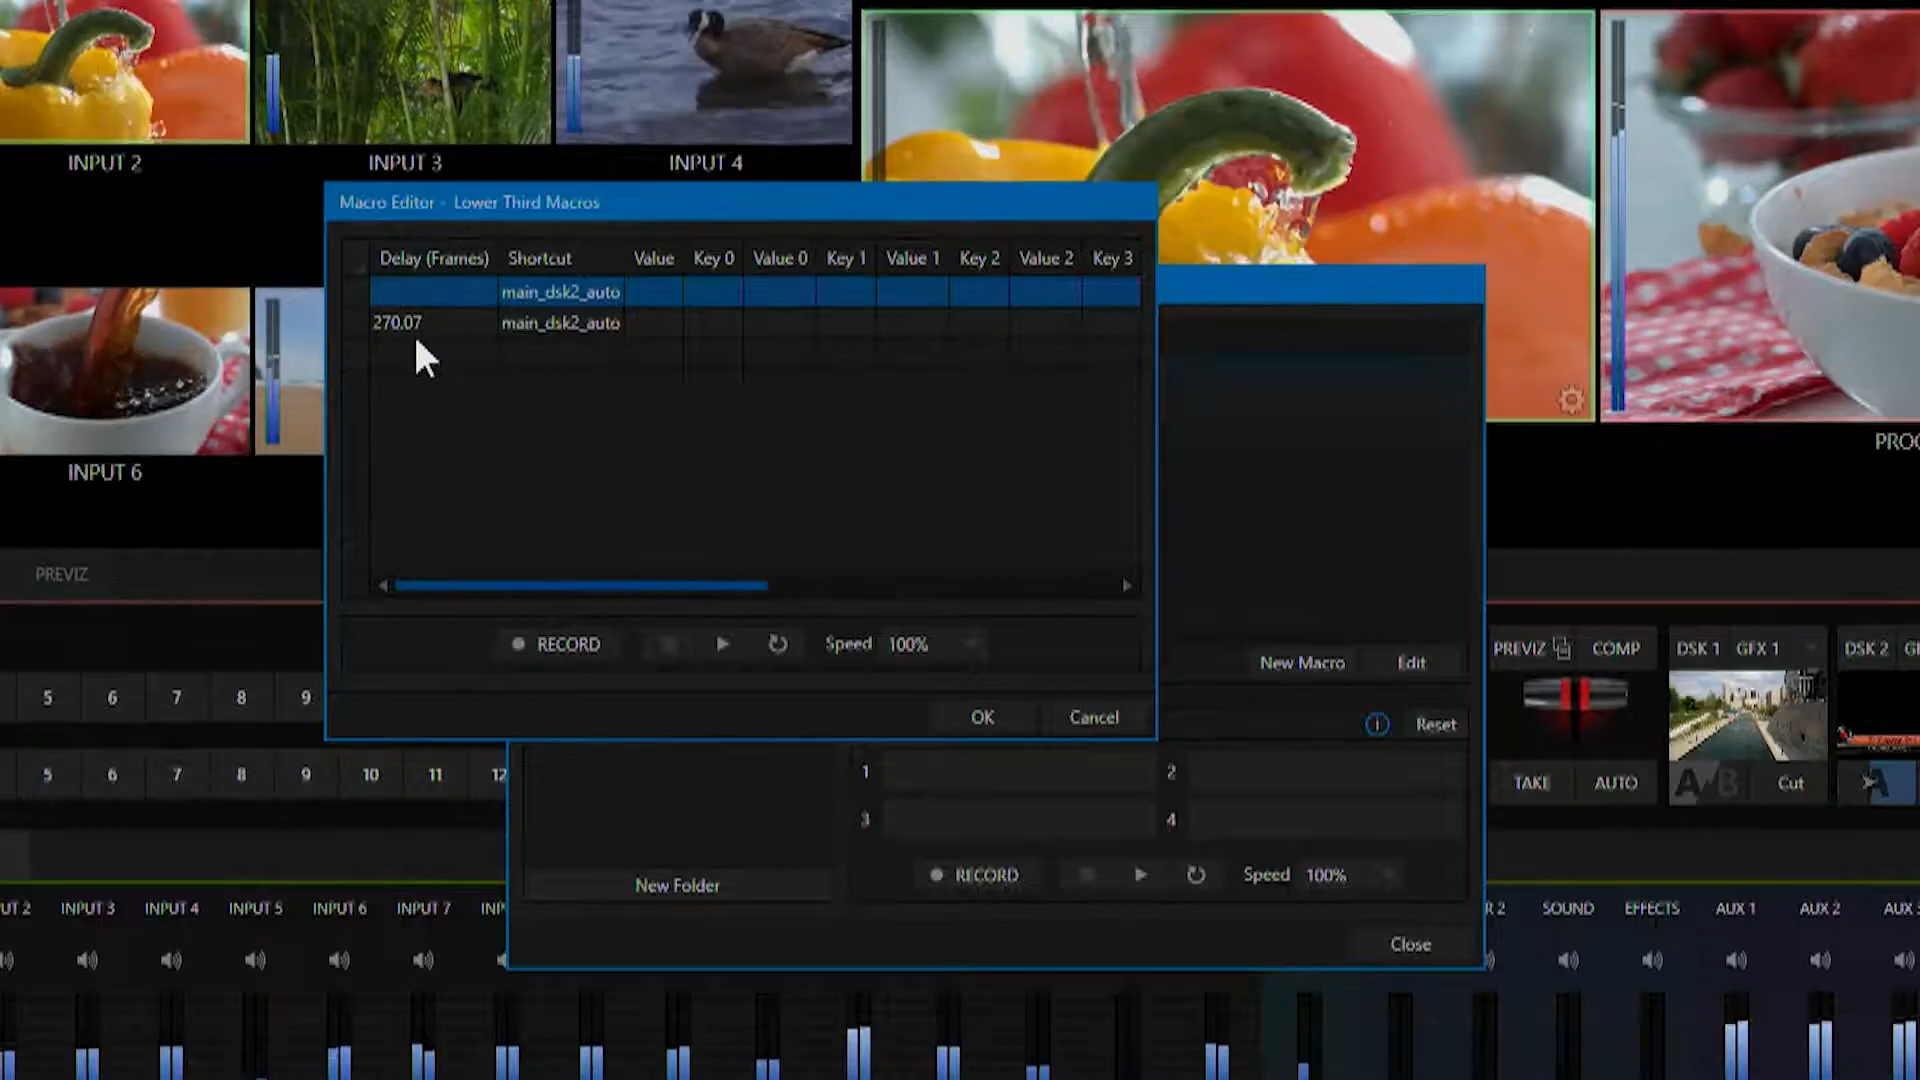 INPUT 2
INPUT 3
INPUT 4
Macro Editor - Lower Third Macros
Delay (Frames) Shortcut Value Key 0 Value 0 Key 1 Value 1 Key 2 Value 2 Key 3
main_dsk2_auto
270.07 main_dsk2_auto
INPUT 6
PROG
PREVIZ
RECORD Speed 100%
OK Cancel
New Macro Edit
Reset
1 2
3 4
RECORD Speed 100%
New Folder
Close
5 6 7 8 9
5 6 7 8 9 10 11 12
PREVIZ COMP
DSK 1 GFX 1
DSK 2
TAKE AUTO
A B Cut
A
UT 2 INPUT 3 INPUT 4 INPUT 5 INPUT 6 INPUT 7 INP
R 2 SOUND EFFECTS AUX 1 AUX 2 AUX